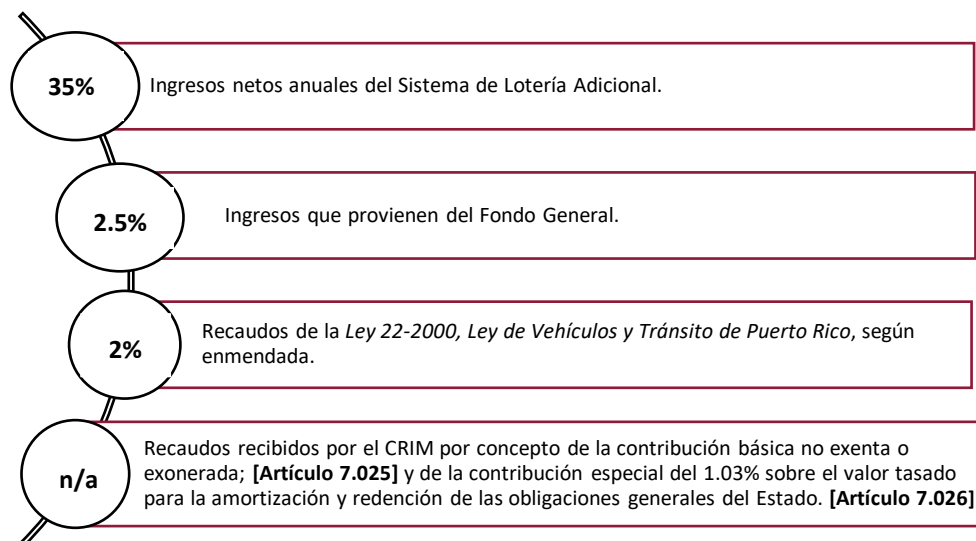 35%
Ingresos netos anuales del Sistema de Lotería Adicional.
2.5%
Ingresos que provienen del Fondo General.
2%
Recaudos de la Ley 22-2000, Ley de Vehículos y Tránsito de Puerto Rico, según
enmendada.
n/a
Recaudos recibidos por el CRIM por concepto de la contribución básica no exenta o
exonerada; [Artículo 7.025] y de la contribución especial del 1.03% sobre el valor tasado
para la amortización y redención de las obligaciones generales del Estado. [Artículo 7.026]